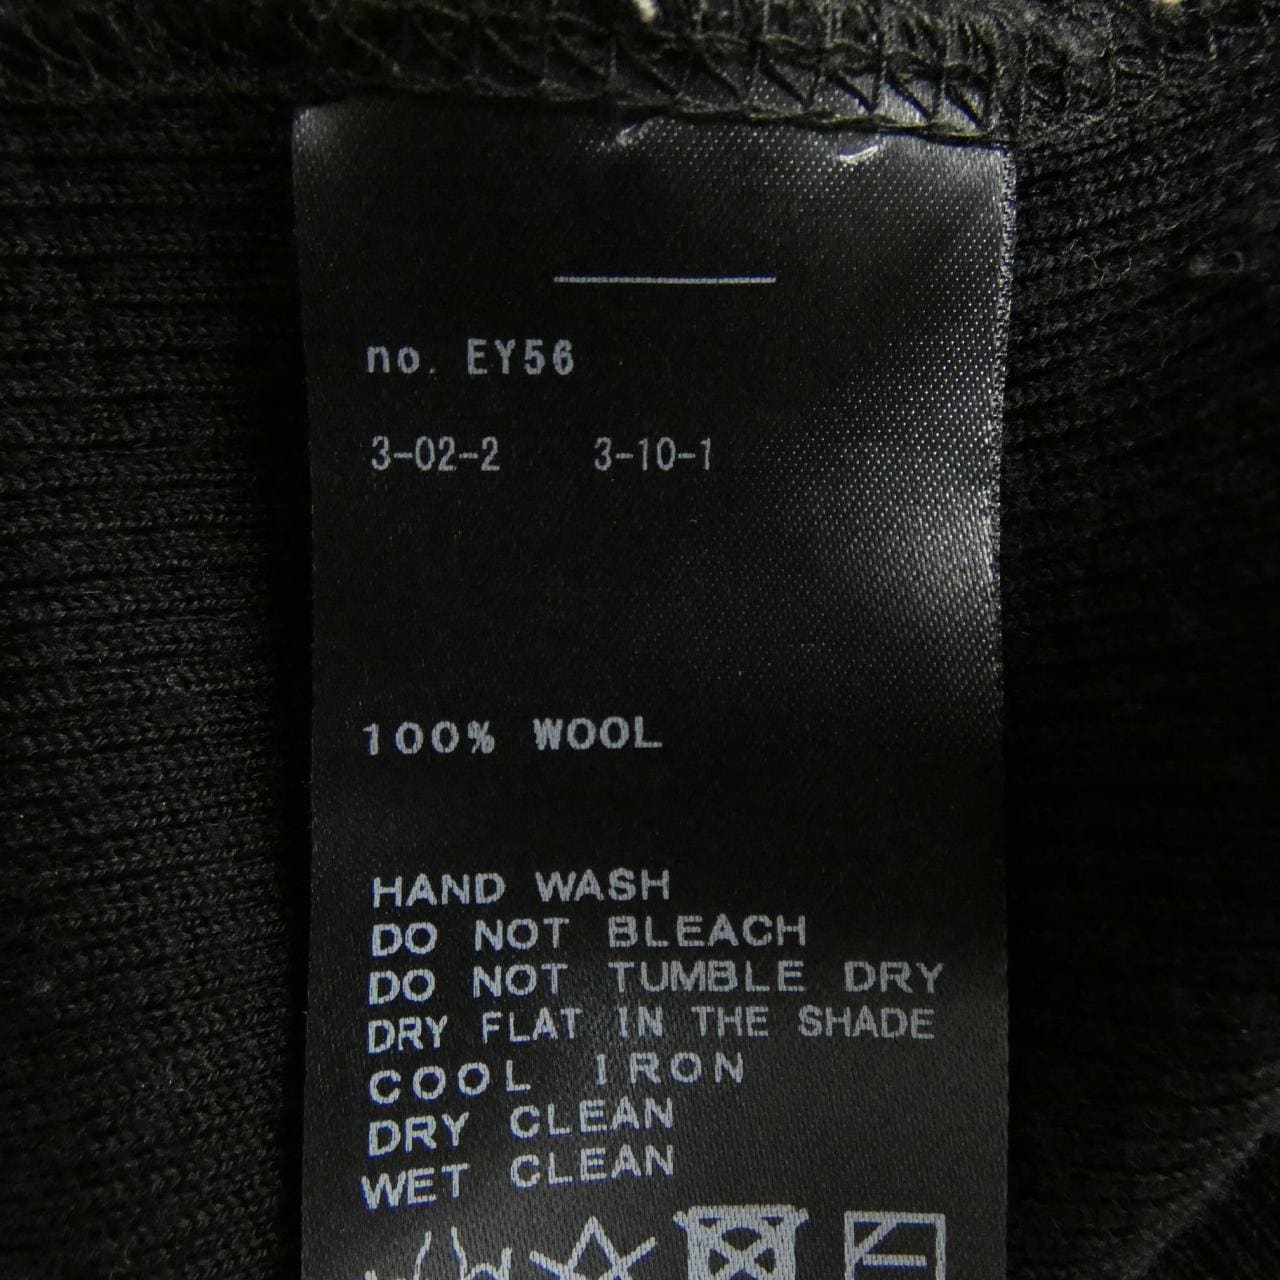 no. EY56
3-02-2 3-10-1
100% WOOL
HAND WASH
DO NOT BLEACH
DO NOT TUMBLE DRY
DRY FLAT IN THE SHADE
COOL IRON
DRY CLEAN
WET CLEAN